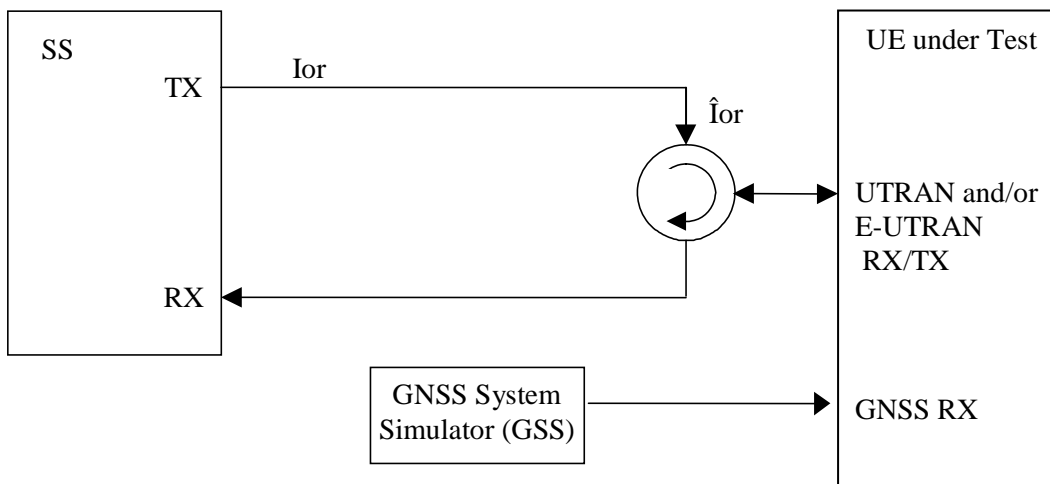 SS
UE under Test
TX
Ior
Îor
UTRAN and/or
E-UTRAN
RX/TX
RX
GNSS System
Simulator (GSS)
GNSS RX